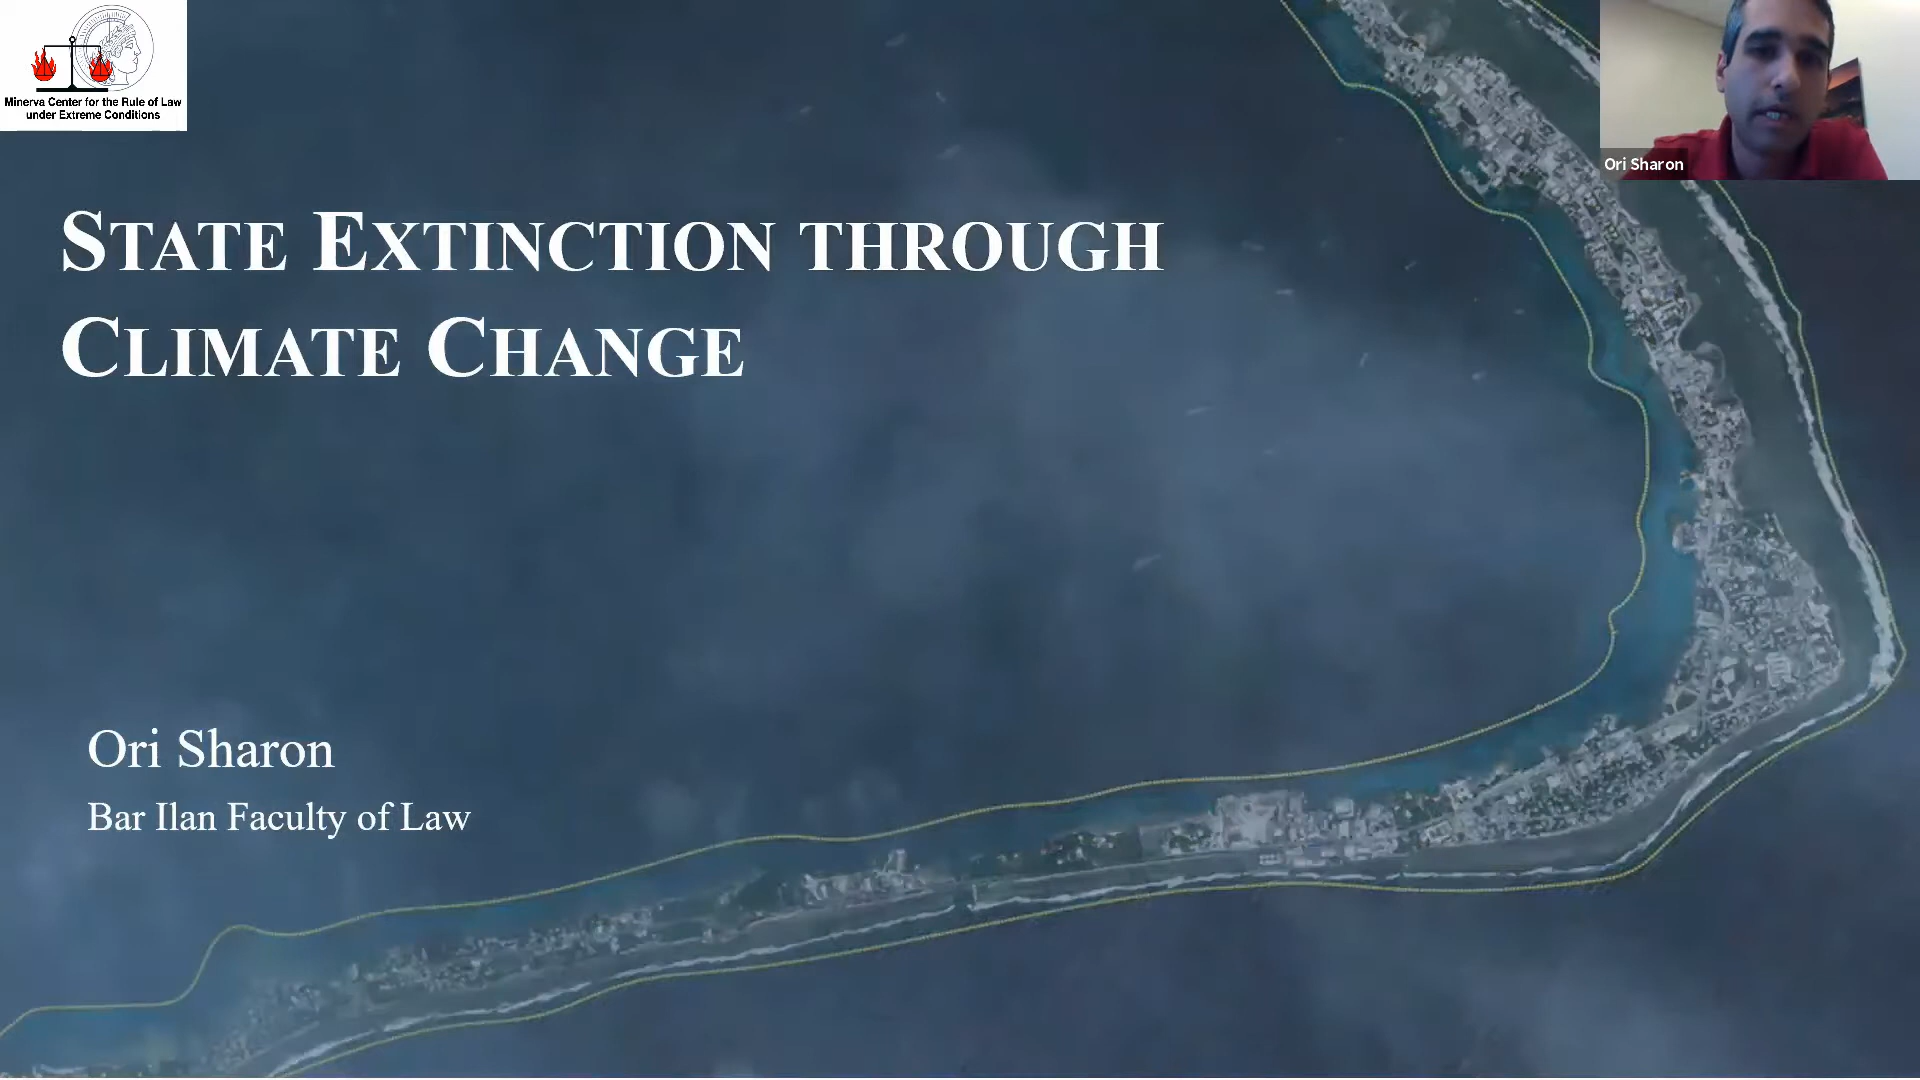 Minerva Center for the Rule of Law
under Extreme Conditions
Ori Sharon
STATE EXTINCTION THROUGH
CLIMATE CHANGE
Ori Sharon
Bar Ilan Faculty of Law